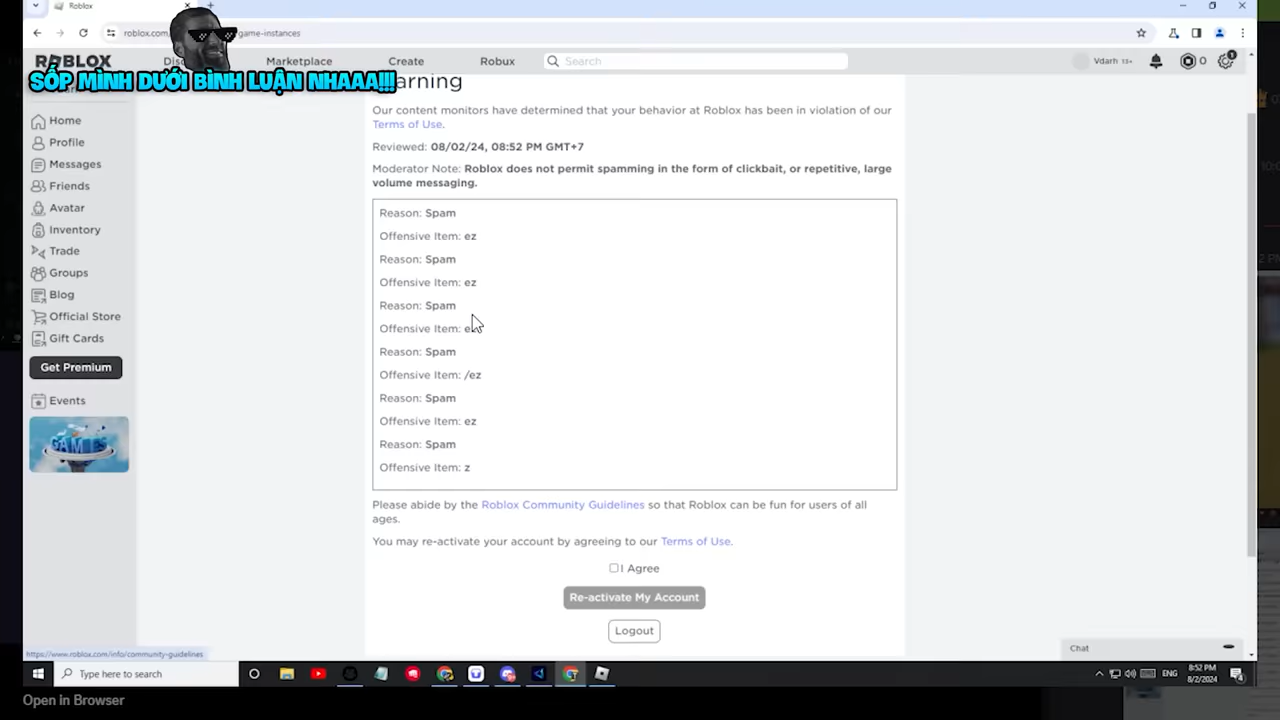 Roblox
roblox.com
game-instances
ROBLOX
Marketplace
Create
Robux
Search
Vdarh 13+
0
1
SỐP MÌNH DƯỚI BÌNH LUẬN NHAAA!!!
Home
Profile
Messages
Friends
Avatar
Inventory
Trade
Groups
Blog
Official Store
Gift Cards
Get Premium
Events
GAMES
Our content monitors have determined that your behavior at Roblox has been in violation of our
Terms of Use.
Reviewed: 08/02/24, 08:52 PM GMT+7
Moderator Note: Roblox does not permit spamming in the form of clickbait, or repetitive, large
volume messaging.
Reason: Spam
Offensive Item: ez
Reason: Spam
Offensive Item: ez
Reason: Spam
Offensive Item:
Reason: Spam
Offensive Item: /ez
Reason: Spam
Offensive Item: ez
Reason: Spam
Offensive Item: z
Please abide by the Roblox Community Guidelines so that Roblox can be fun for users of all
ages.
You may re-activate your account by agreeing to our Terms of Use.
I Agree
Re-activate My Account
Logout
Chat
https://www.roblox.com/info/community-guidelines
Type here to search
ENG
8:52 PM
8/2/2024
Open in Browser